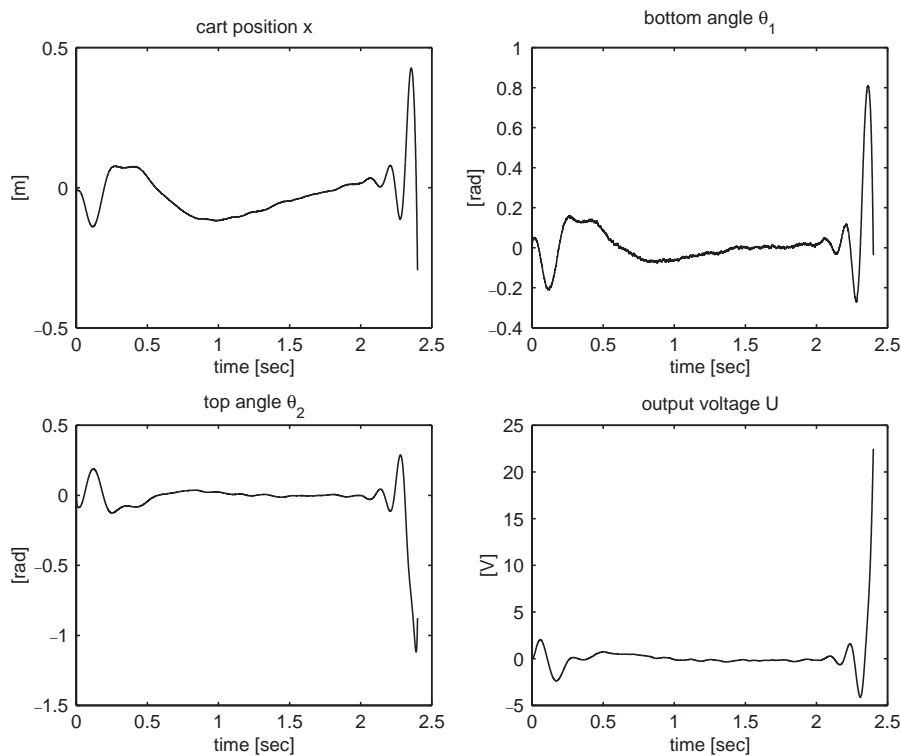 cart position x
0.5
0
−0.5
[m]
0 0.5 1 1.5 2 2.5
time [sec]
bottom angle θ1
1
0.8
0.6
0.4
0.2
0
−0.2
−0.4
[rad]
0 0.5 1 1.5 2 2.5
time [sec]
top angle θ2
0.5
0
−0.5
−1
−1.5
[rad]
0 0.5 1 1.5 2 2.5
time [sec]
output voltage U
25
20
15
10
5
0
−5
[V]
0 0.5 1 1.5 2 2.5
time [sec]